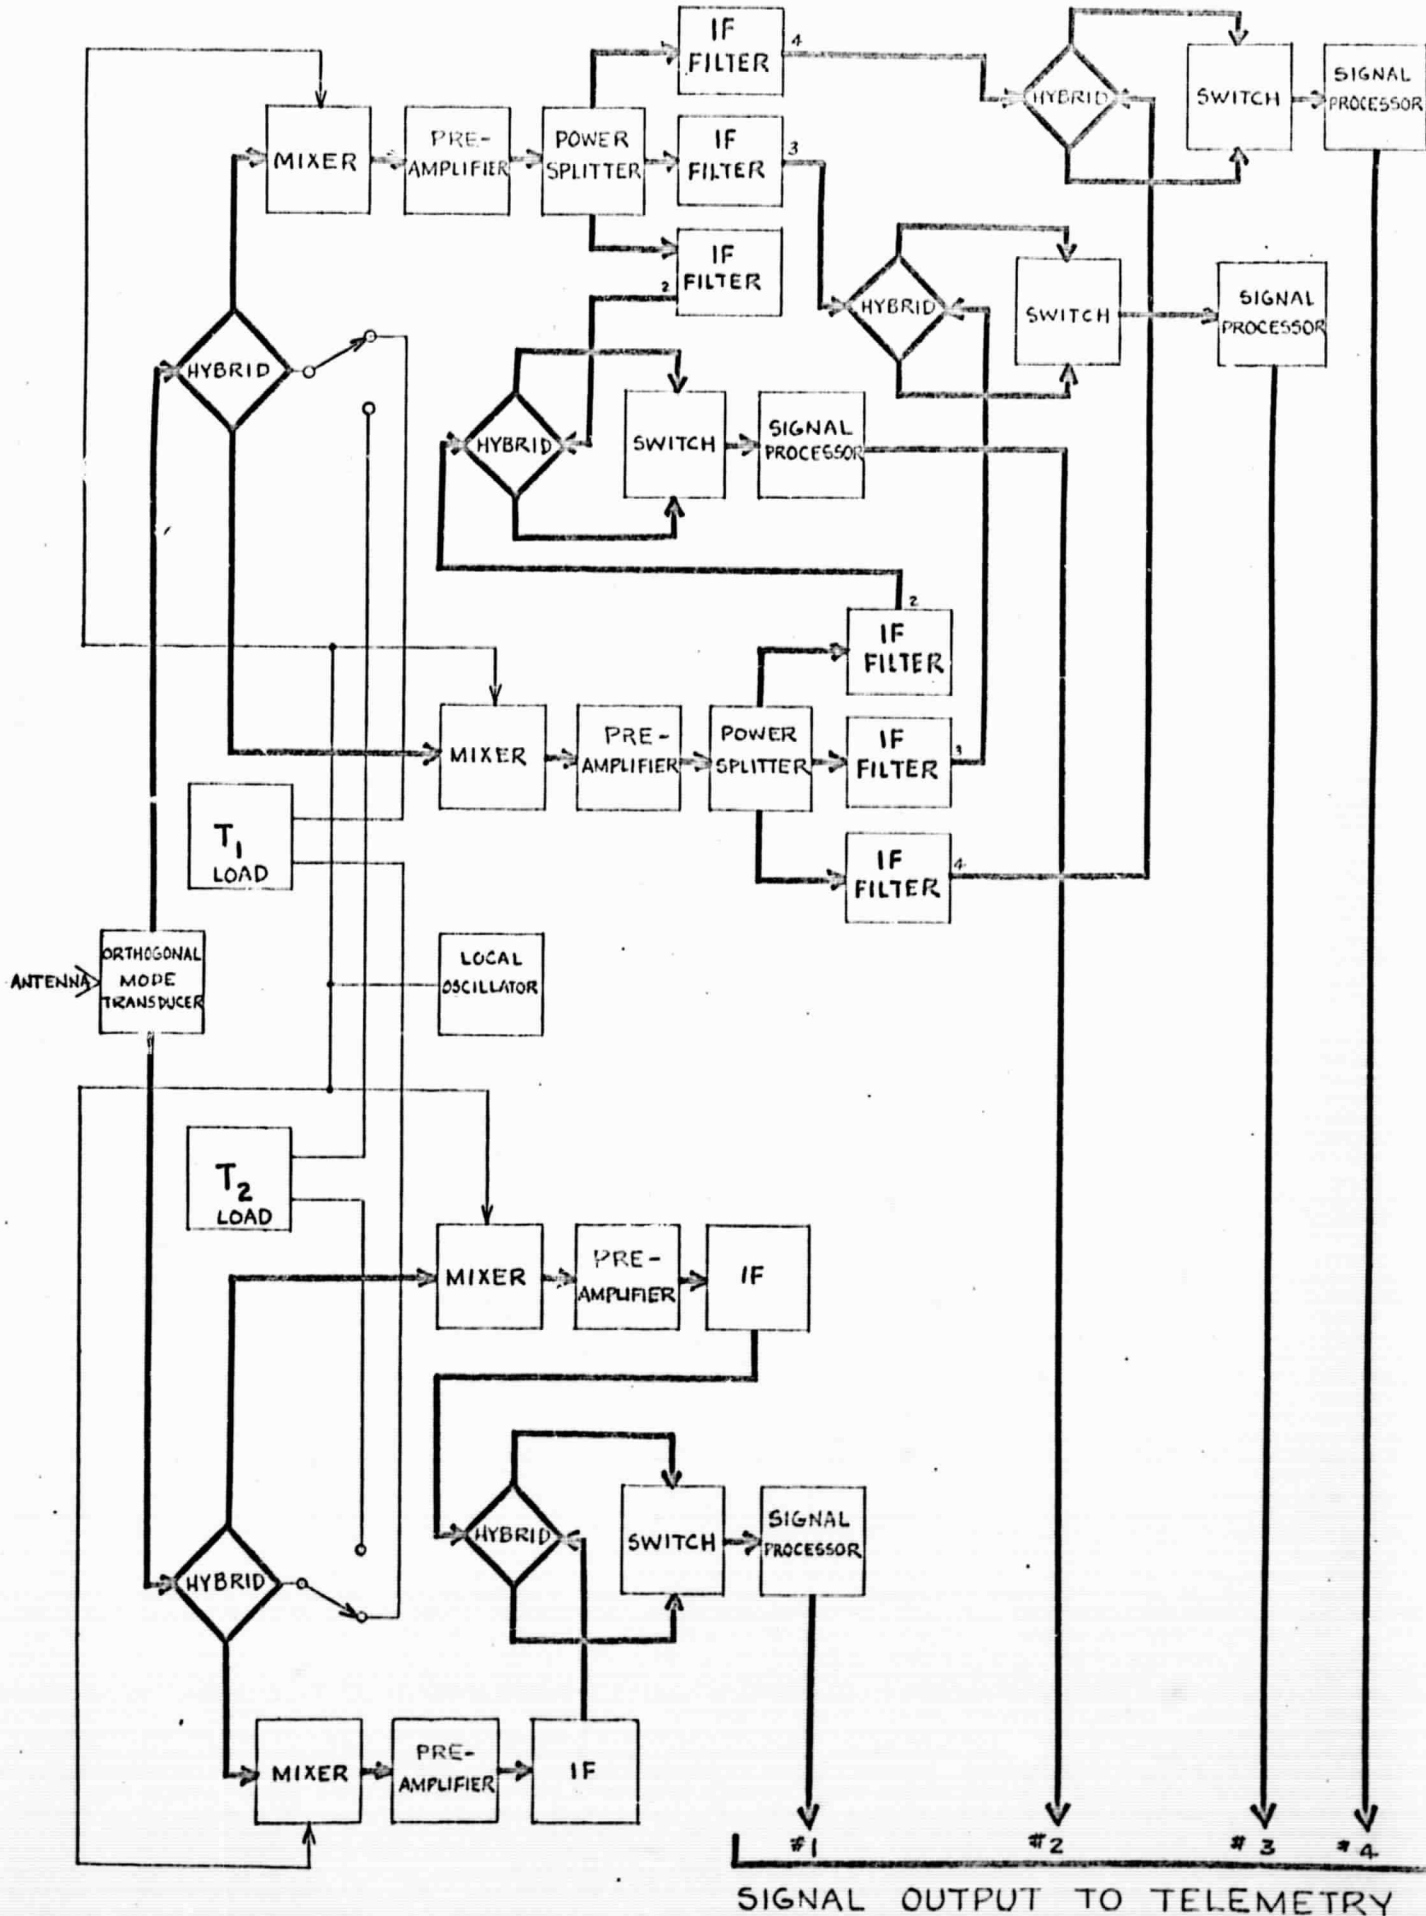 IF
FILTER
4
HYBRID
SWITCH
SIGNAL
PROCESSOR
MIXER
PRE-
AMPLIFIER
POWER
SPLITTER
IF
FILTER
3
IF
FILTER
2
HYBRID
SWITCH
SIGNAL
PROCESSOR
HYBRID
HYBRID
SWITCH
SIGNAL
PROCESSOR
2
IF
FILTER
MIXER
PRE-
AMPLIFIER
POWER
SPLITTER
IF
FILTER
3
IF
FILTER
4
T1
LOAD
ANTENNA
ORTHOGONAL
MODE
TRANSDUCER
LOCAL
OSCILLATOR
T2
LOAD
MIXER
PRE-
AMPLIFIER
IF
HYBRID
HYBRID
SWITCH
SIGNAL
PROCESSOR
MIXER
PRE-
AMPLIFIER
IF
#1 #2 #3 #4
SIGNAL OUTPUT TO TELEMETRY